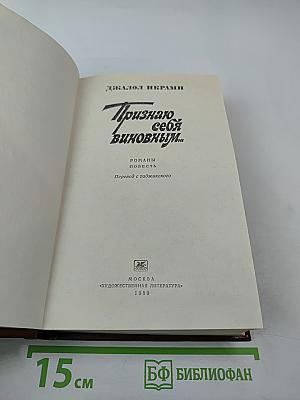 ДЖАЛОЛ ИКРАМИ
Признаю
себя
виновным...
РОМАНЫ
ПОВЕСТЬ
Перевод с таджикского
МОСКВА
«ХУДОЖЕСТВЕННАЯ ЛИТЕРАТУРА»
1989
15 см
БФ БИБЛИОФАН